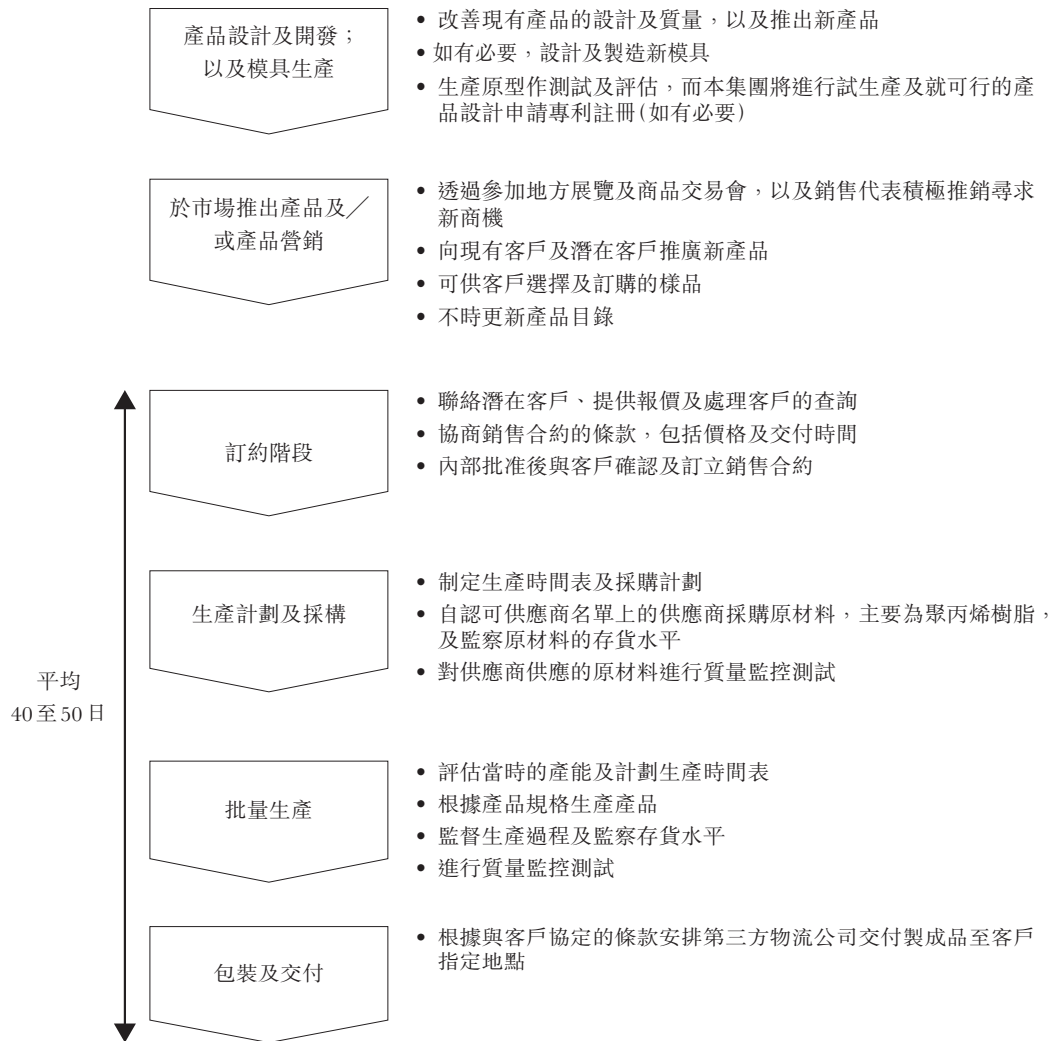 產品設計及開發；
以及模具生產
• 改善現有產品的設計及質量，以及推出新產品
• 如有必要，設計及製造新模具
• 生產原型作測試及評估，而本集團將進行試生產及就可行的產
品設計申請專利註冊(如有必要)
於市場推出產品及╱
或產品營銷
• 透過參加地方展覽及商品交易會，以及銷售代表積極推銷尋求
新商機
• 向現有客戶及潛在客戶推廣新產品
• 可供客戶選擇及訂購的樣品
• 不時更新產品目錄
訂約階段
• 聯絡潛在客戶、提供報價及處理客戶的查詢
• 協商銷售合約的條款，包括價格及交付時間
• 內部批准後與客戶確認及訂立銷售合約
生產計劃及採構
• 制定生產時間表及採購計劃
• 自認可供應商名單上的供應商採購原材料，主要為聚丙烯樹脂，
及監察原材料的存貨水平
• 對供應商供應的原材料進行質量監控測試
平均
40至50日
批量生產
• 評估當時的產能及計劃生產時間表
• 根據產品規格生產產品
• 監督生產過程及監察存貨水平
• 進行質量監控測試
包裝及交付
• 根據與客戶協定的條款安排第三方物流公司交付製成品至客戶
指定地點